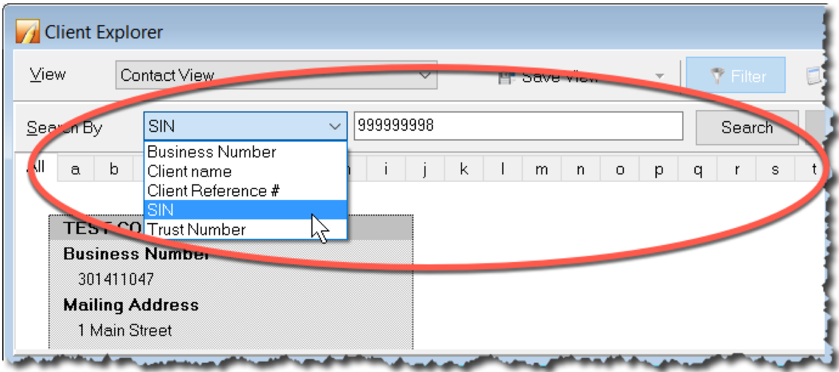 Client Explorer
View Contact View Save View Filter
Search By SIN 999999998 Search
All a b i j k l m n o p q r s t
Business Number
Client name
Client Reference #
SIN
Trust Number
TEST CO
Business Number
301411047
Mailing Address
1 Main Street